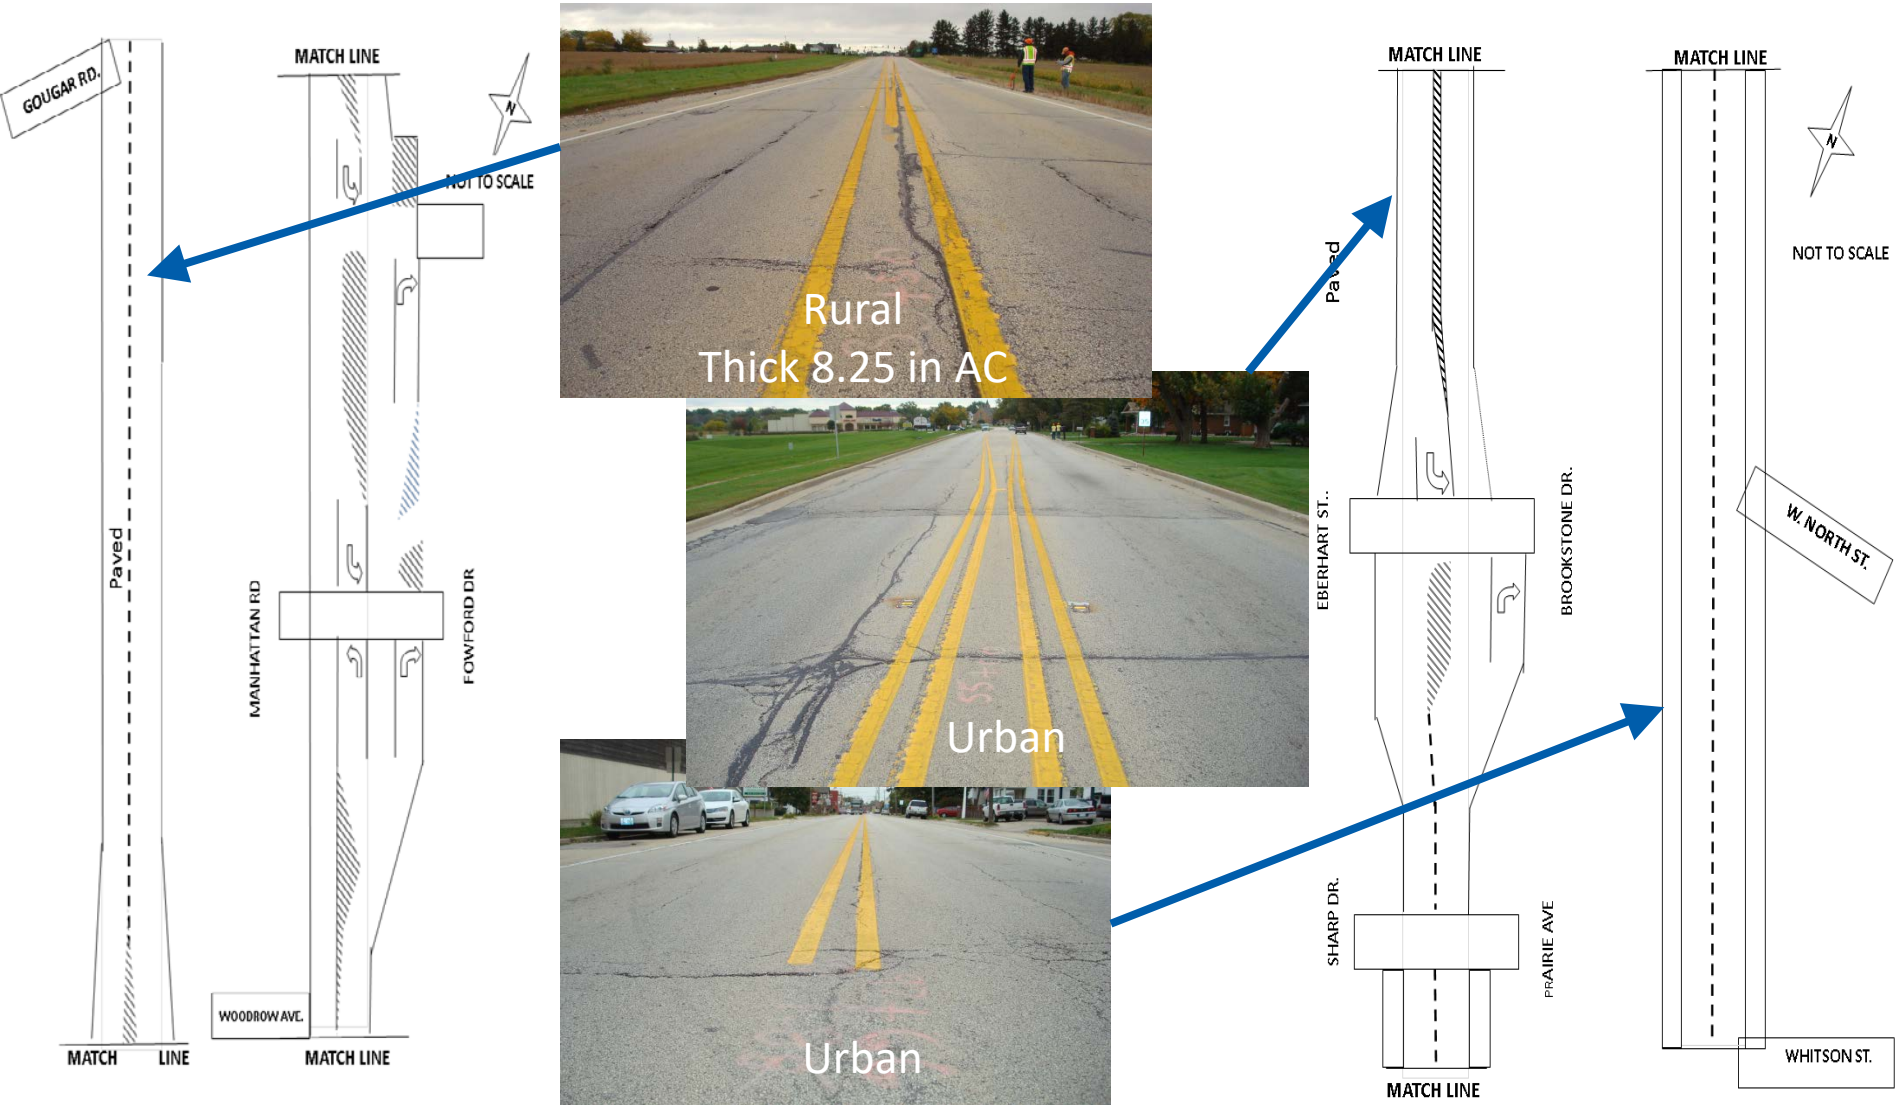 GOUGAR RD.
Paved
MATCH LINE
MATCH LINE
N
NOT TO SCALE
MANHATTAN RD
FOWFORD DR
WOODROW AVE.
MATCH LINE
Rural
Thick 8.25 in AC
Urban
Urban
MATCH LINE
Paved
EBERHART ST..
BROOKSTONE DR.
SHARP DR.
PRAIRIE AVE
MATCH LINE
MATCH LINE
N
NOT TO SCALE
W. NORTH ST.
WHITSON ST.